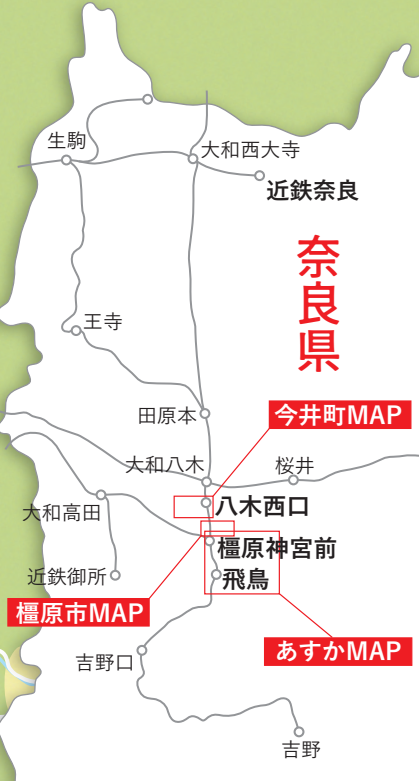 生駒
大和西大寺
近鉄奈良
奈良県
王寺
田原本
今井町MAP
大和八木
桜井
大和高田
八木西口
橿原神宮前
近鉄御所
飛鳥
橿原市MAP
あすかMAP
吉野口
吉野